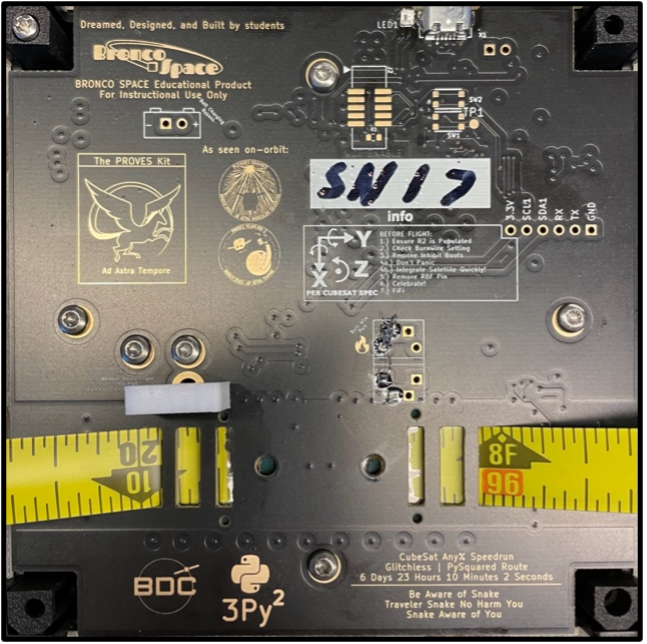 Dreamed, Designed, and Built by students
LED1
X1
Bronco
Space
BRONCO SPACE Educational Product
For Instructional Use Only
SW2
TP1
SW1
The PROVES Kit
Ad Astra Tempore
As seen on-orbit:
SN17
info
3.3V
SCL1
SDA1
RX
TX
GND
BEFORE FLIGHT:
1.) Ensure R2 is Populated
2.) Check Burnwire Setting
3.) Remove Inhibit Boots
4a.) Don't Panic
4b.) Integrate Satellite Quickly!
5.) Remove RBF Pin
6.) Celebrate!
7.) FiFi
Y
Z
X
PER CUBESAT SPEC
20
10
8F
96
BDC
3Py²
CubeSat Any% Speedrun
Glitchless | PySquared Route
6 Days 23 Hours 10 Minutes 2 Seconds
Be Aware of Snake
Traveler Snake No Harm You
Snake Aware of You